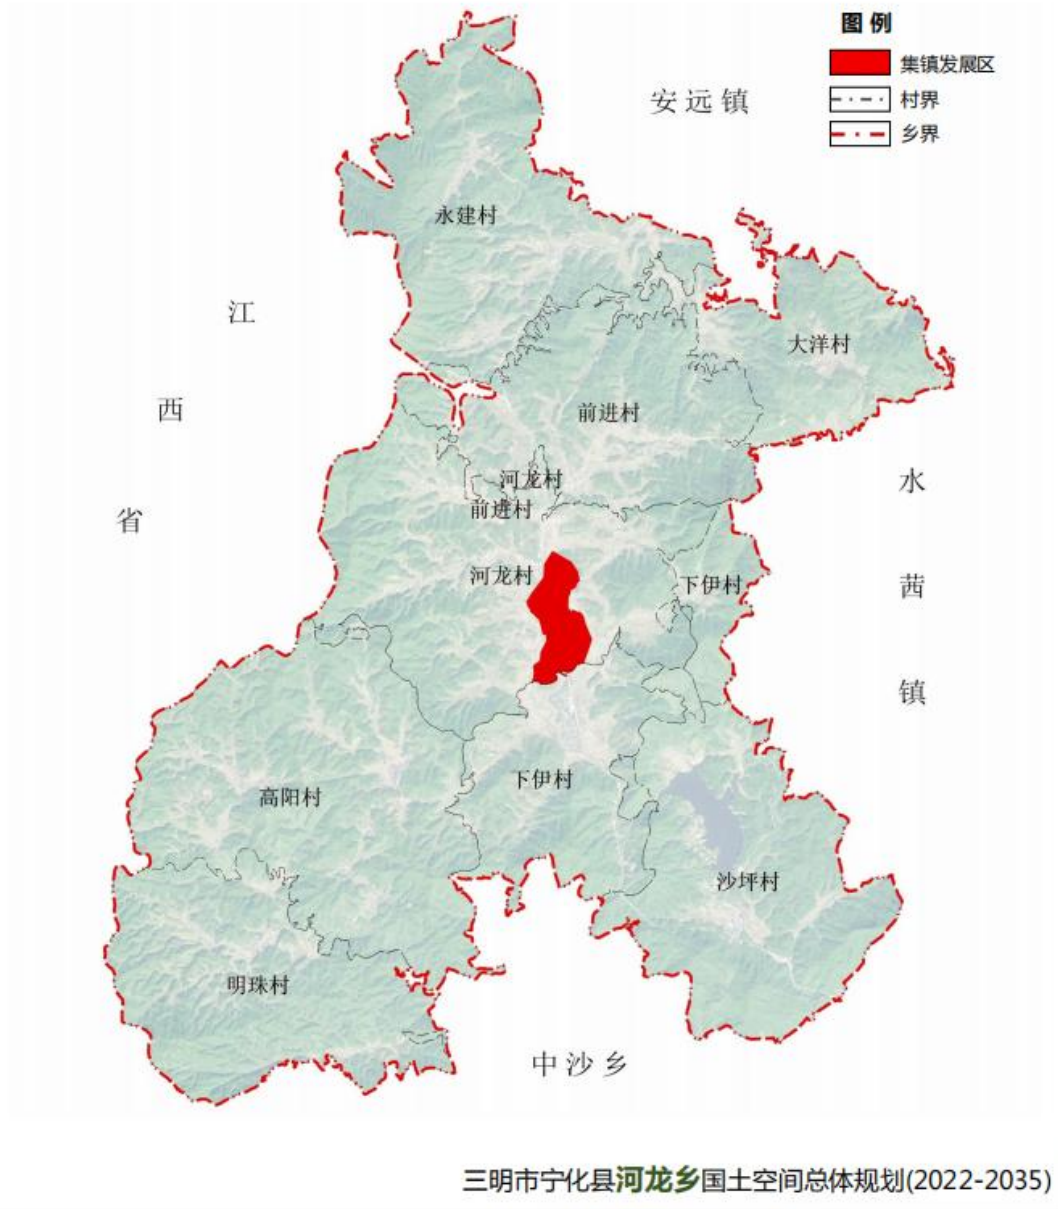 图 例
集镇发展区
村界
乡界
安远镇
永建村
江
西
省
大洋村
前进村
河龙村
前进村
河龙村
下伊村
水
茜
镇
下伊村
高阳村
沙坪村
明珠村
中沙乡
三明市宁化县河龙乡国土空间总体规划(2022-2035)